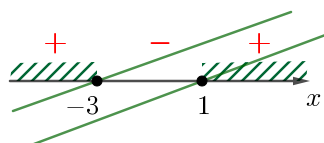 + − +
−3 1 x